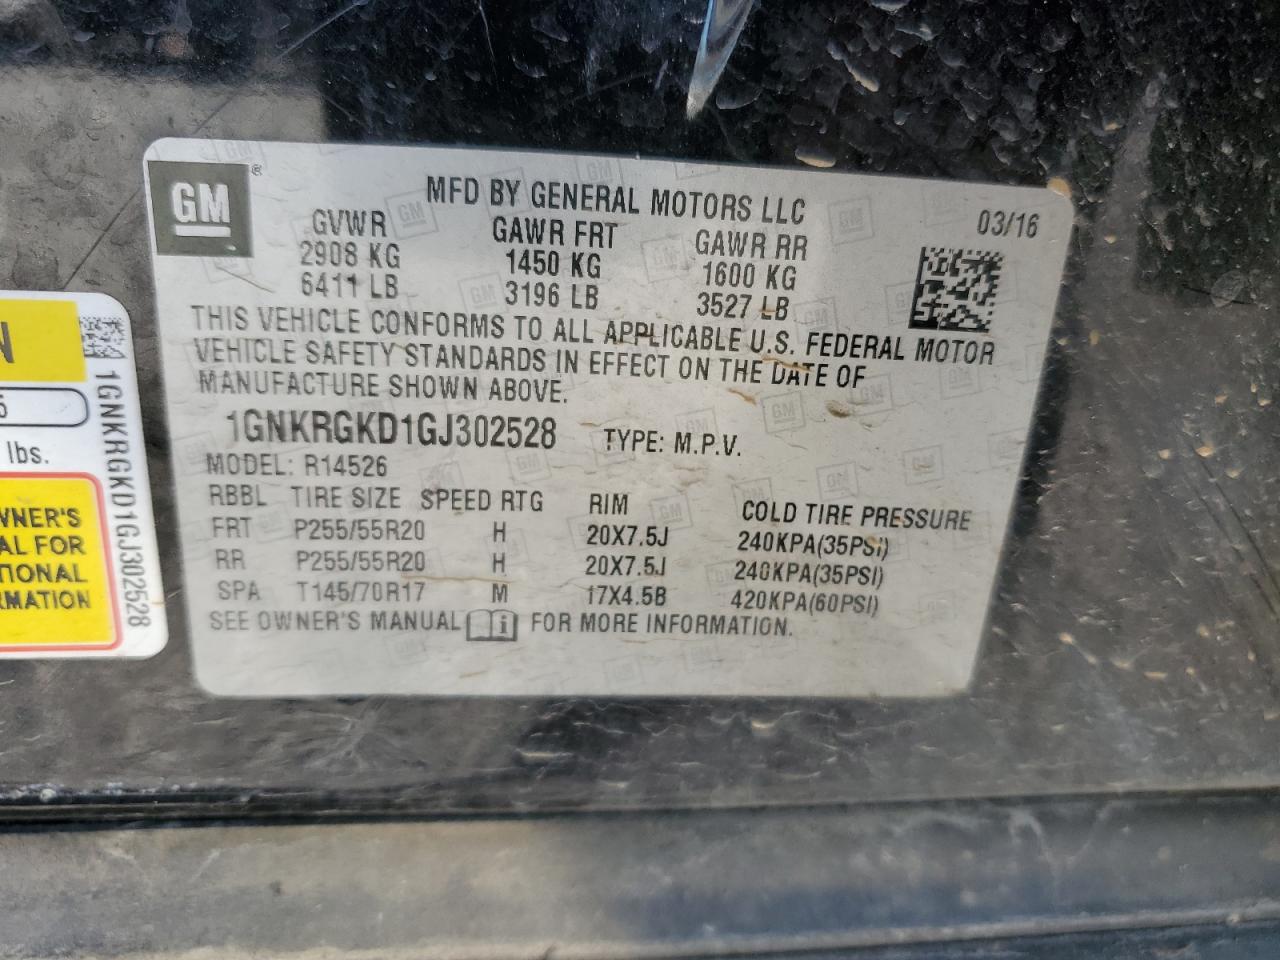 GM ®
MFD BY GENERAL MOTORS LLC
03/16
GVWR GAWR FRT GAWR RR
2908 KG 1450 KG 1600 KG
6411 LB 3196 LB 3527 LB
THIS VEHICLE CONFORMS TO ALL APPLICABLE U.S. FEDERAL MOTOR
VEHICLE SAFETY STANDARDS IN EFFECT ON THE DATE OF
MANUFACTURE SHOWN ABOVE.
1GNKRGKD1GJ302528 TYPE: M.P.V.
MODEL: R14526
RBBL TIRE SIZE SPEED RTG RIM COLD TIRE PRESSURE
FRT P255/55R20 H 20X7.5J 240KPA(35PSI)
RR P255/55R20 H 20X7.5J 240KPA(35PSI)
SPA T145/70R17 M 17X4.5B 420KPA(60PSI)
SEE OWNER'S MANUAL i FOR MORE INFORMATION.
N
5
lbs.
WNER'S
AL FOR
TIONAL
RMATION
1GNKRGKD1GJ302528